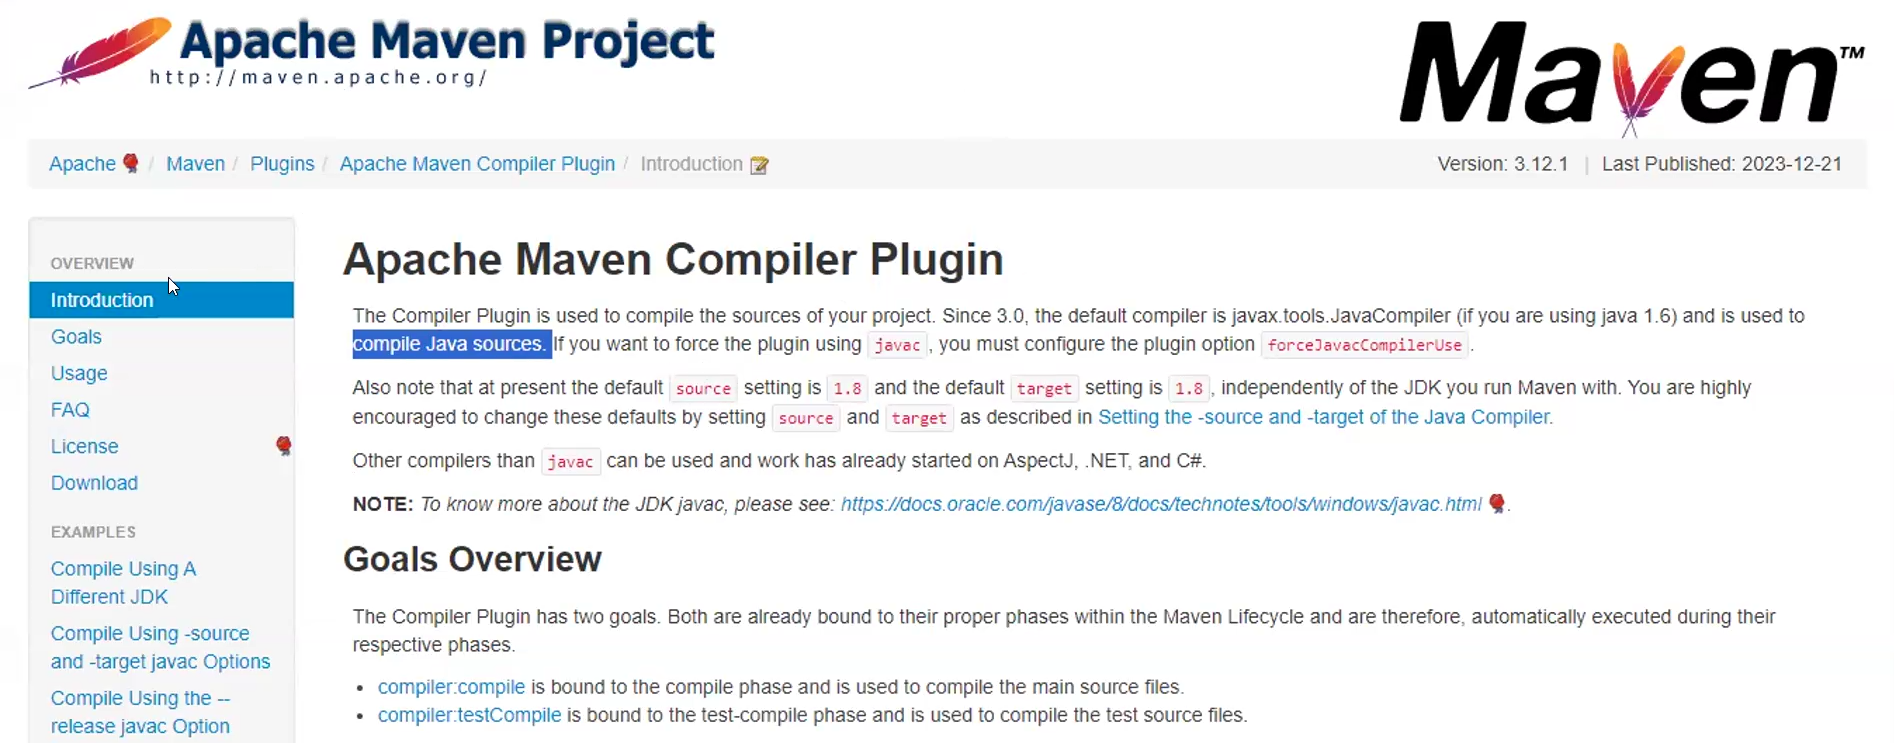 Apache Maven Project
http://maven.apache.org/
Maven™
Apache / Maven / Plugins / Apache Maven Compiler Plugin / Introduction
Version: 3.12.1 | Last Published: 2023-12-21
OVERVIEW
Introduction
Goals
Usage
FAQ
License
Download
EXAMPLES
Compile Using A
Different JDK
Compile Using -source
and -target javac Options
Compile Using the --
release javac Option
Apache Maven Compiler Plugin
The Compiler Plugin is used to compile the sources of your project. Since 3.0, the default compiler is javax.tools.JavaCompiler (if you are using java 1.6) and is used to
compile Java sources. If you want to force the plugin using javac, you must configure the plugin option forceJavacCompilerUse.
Also note that at present the default source setting is 1.8 and the default target setting is 1.8, independently of the JDK you run Maven with. You are highly
encouraged to change these defaults by setting source and target as described in Setting the -source and -target of the Java Compiler.
Other compilers than javac can be used and work has already started on AspectJ, .NET, and C#.
NOTE: To know more about the JDK javac, please see: https://docs.oracle.com/javase/8/docs/technotes/tools/windows/javac.html.
Goals Overview
The Compiler Plugin has two goals. Both are already bound to their proper phases within the Maven Lifecycle and are therefore, automatically executed during their
respective phases.
• compiler:compile is bound to the compile phase and is used to compile the main source files.
• compiler:testCompile is bound to the test-compile phase and is used to compile the test source files.